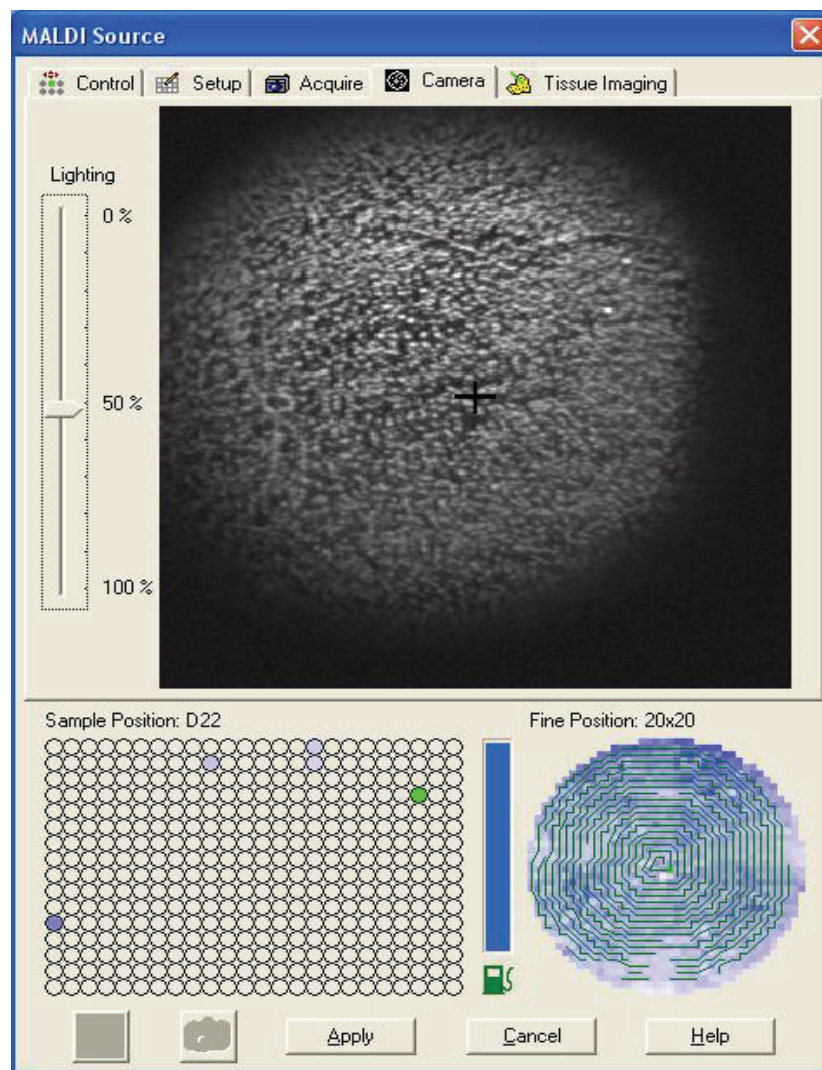 MALDI Source
Control Setup Acquire Camera Tissue Imaging
Lighting
0 %
50 %
100 %
Sample Position: D22 Fine Position: 20x20
Apply Cancel Help